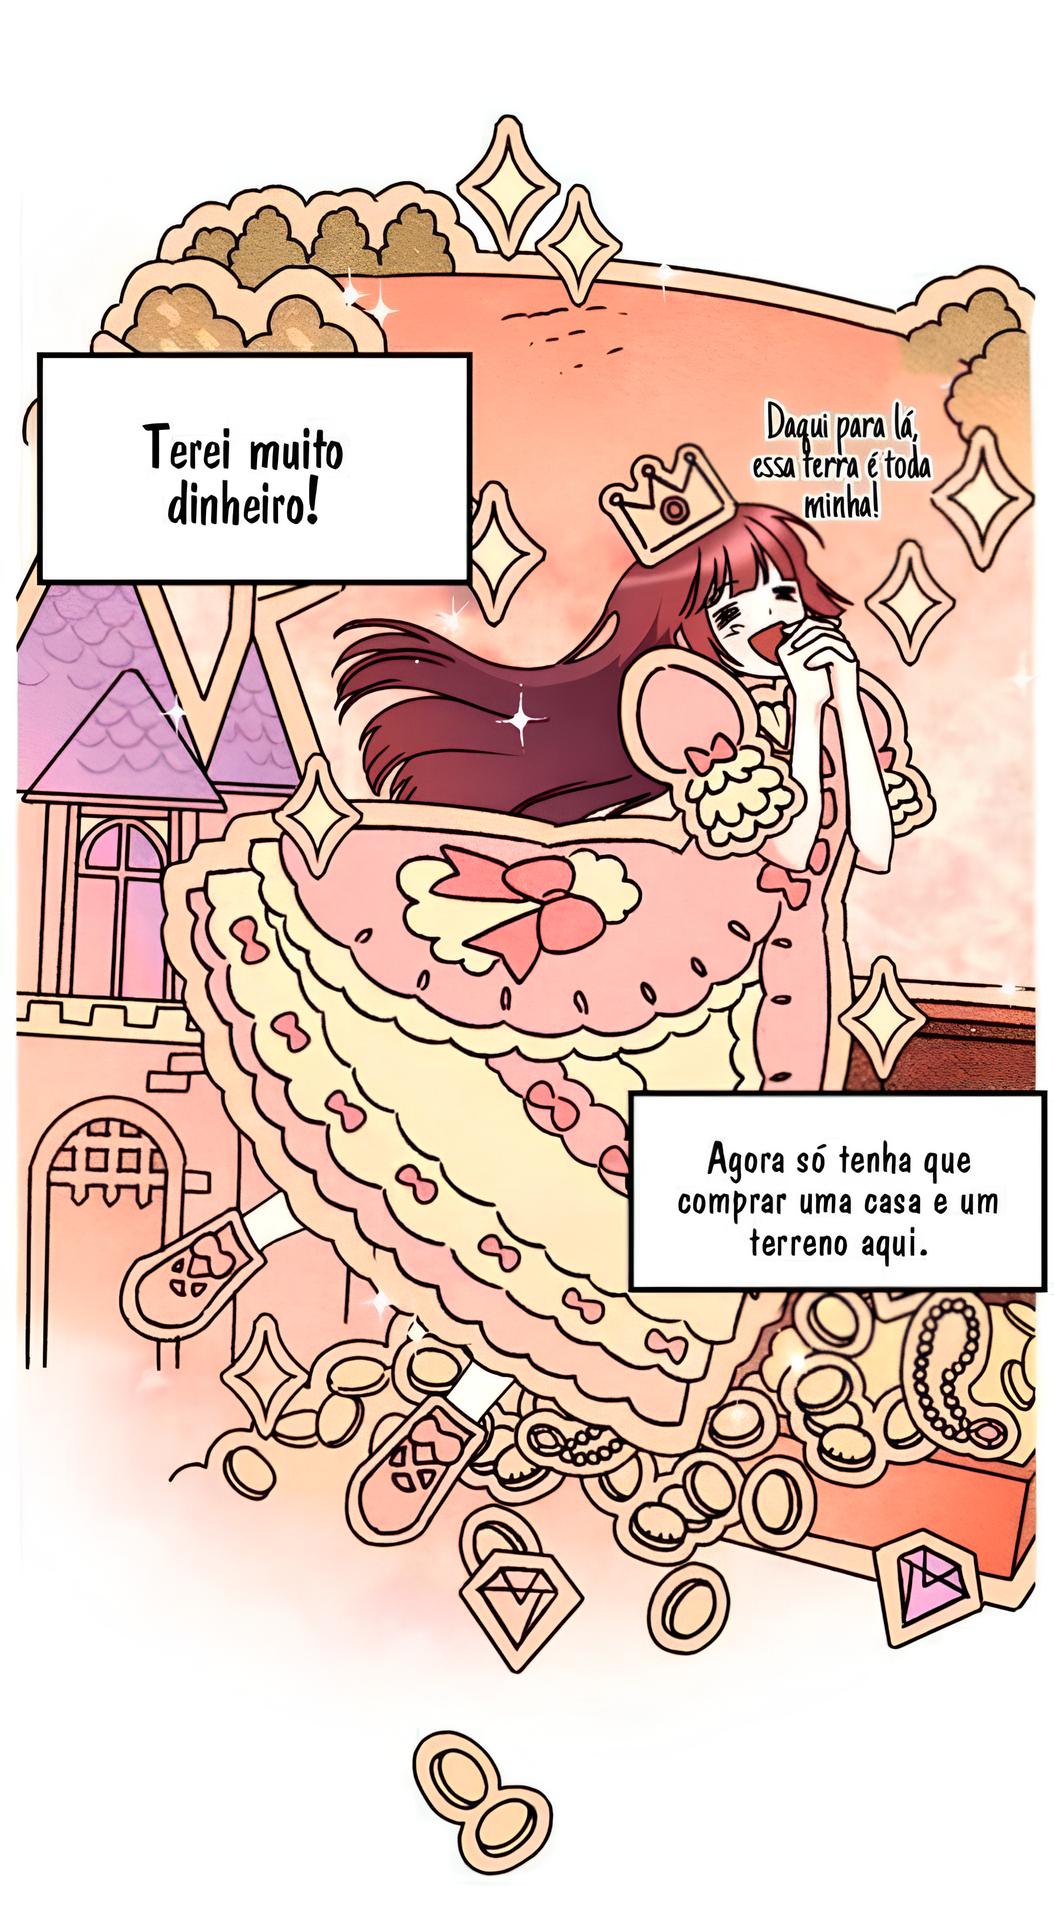 Terei muito
dinheiro!
Daqui para lá,
essa terra é toda
minha!
Agora só tenha que
comprar uma casa e um
terreno aqui.